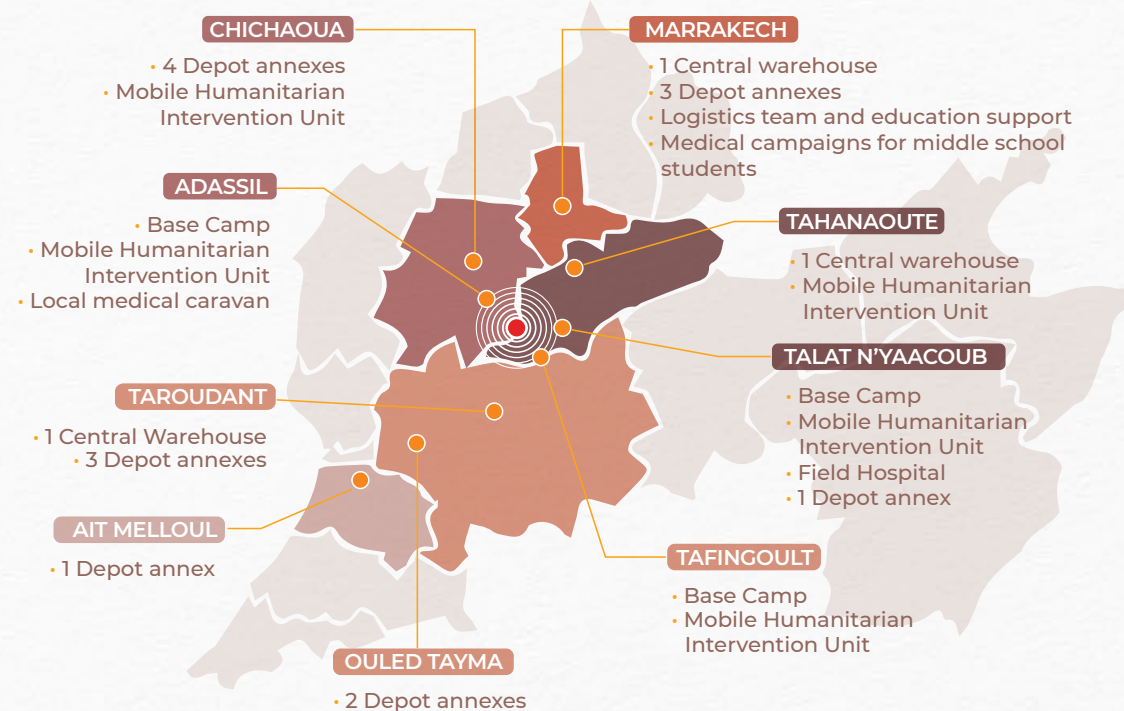 CHICHAOUA
• 4 Depot annexes
• Mobile Humanitarian
Intervention Unit
MARRAKECH
• 1 Central warehouse
• 3 Depot annexes
• Logistics team and education support
• Medical campaigns for middle school
students
ADASSIL
• Base Camp
• Mobile Humanitarian
Intervention Unit
• Local medical caravan
TAHANAOUTE
• 1 Central warehouse
• Mobile Humanitarian
Intervention Unit
TALAT N'YAACOUB
• Base Camp
• Mobile Humanitarian
Intervention Unit
• Field Hospital
• 1 Depot annex
TAROUDANT
• 1 Central Warehouse
• 3 Depot annexes
AIT MELLOUL
• 1 Depot annex
TAFINGOULT
• Base Camp
• Mobile Humanitarian
Intervention Unit
OULED TAYMA
• 2 Depot annexes